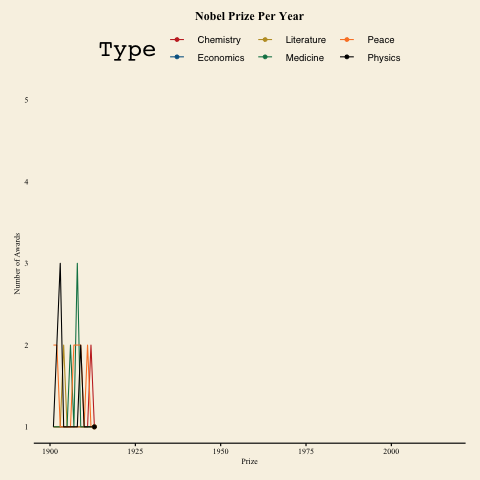 Nobel Prize Per Year
Type
Chemistry
Literature
Peace
Economics
Medicine
Physics
5
4
3
2
1
Number of Awards
1900
1925
1950
1975
2000
Prize